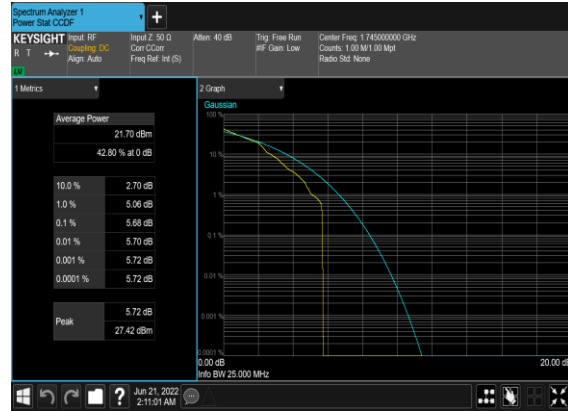 Spectrum Analyzer 1
Power Stat CCDF
KEYSIGHT
R T
LXI
Input: RF
Coupling: DC
Align: Auto
Input Z: 50 Ω
Corr CCorr
Freq Ref: Int (S)
Atten: 40 dB
Trig: Free Run
#IF Gain: Low
Center Freq: 1.745000000 GHz
Counts: 1.00 M/1.00 Mpt
Radio Std: None
1 Metrics
Average Power
21.70 dBm
42.80 % at 0 dB
10.0 % 2.70 dB
1.0 % 5.06 dB
0.1 % 5.68 dB
0.01 % 5.70 dB
0.001 % 5.72 dB
0.0001 % 5.72 dB
Peak
5.72 dB
27.42 dBm
2 Graph
Gaussian
100 %
10 %
1 %
0.1 %
0.01 %
0.001 %
0.0001 %
0.00 dB 20.00 dB
Info BW 25.000 MHz
?
Jun 21, 2022
2:11:01 AM